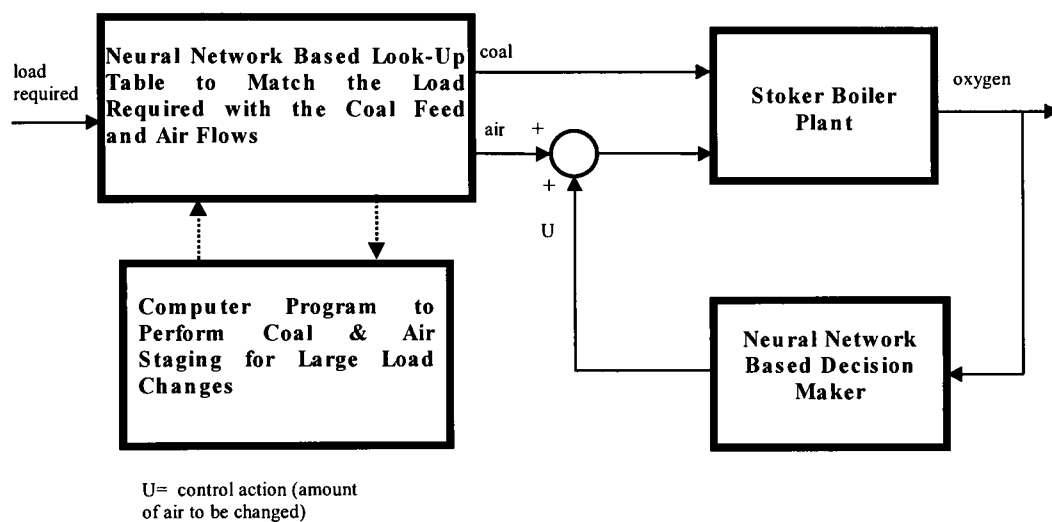 load
required
Neural Network Based Look-Up
Table to Match the Load
Required with the Coal Feed
and Air Flows
coal
air
+
+
U
Stoker Boiler
Plant
oxygen
Computer Program to
Perform Coal & Air
Staging for Large Load
Changes
Neural Network
Based Decision
Maker
U= control action (amount
of air to be changed)